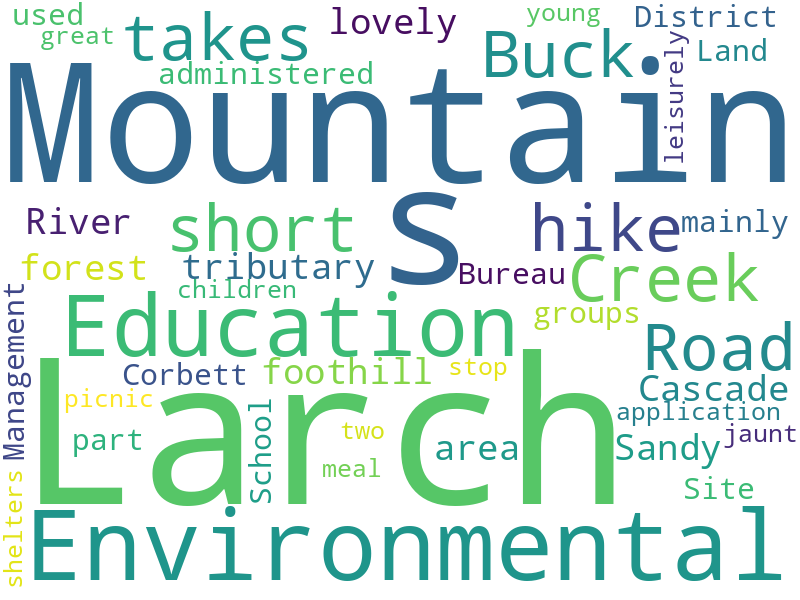 used
young
District
great
takes
lovely
Buck
Land
administered
leisurely
Mountain
s
River
short
hike
mainly
forest
tributary
Bureau
Creek
children
Management
Education
groups
Road
Corbett
foothill
stop
Cascade
picnic
School
application
part
two
area
Sandy
jaunt
meal
Larch
Site
shelters
Environmental